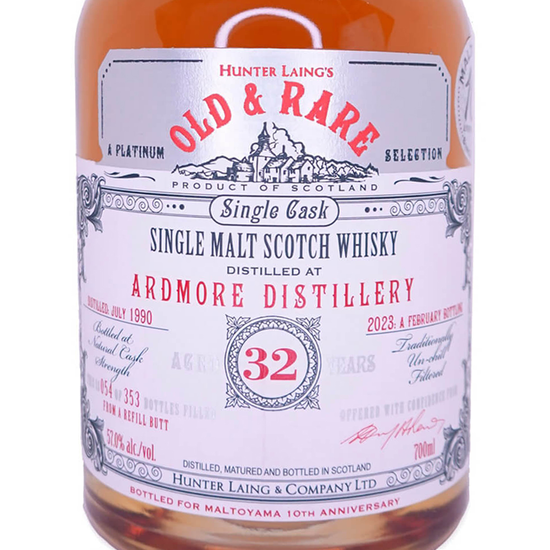 HUNTER LAING'S
OLD & RARE
A PLATINUM SELECTION
PRODUCT OF SCOTLAND
Single Cask
SINGLE MALT SCOTCH WHISKY
DISTILLED AT
ARDMORE DISTILLERY
DISTILLED: JULY 1990
2023: A FEBRUARY BOTTLING
Bottled at
Natural Cask
Strength
AGED 32 YEARS
Traditionally
Un-chill
Filtered
054 OF 353 BOTTLES FILLED
FROM A REFILL BUTT
OFFERED WITH CONFIDENCE FROM
57.0% alc/vol.
700ml
DISTILLED, MATURED AND BOTTLED IN SCOTLAND
HUNTER LAING & COMPANY LTD
BOTTLED FOR MALTOYAMA 10TH ANNIVERSARY